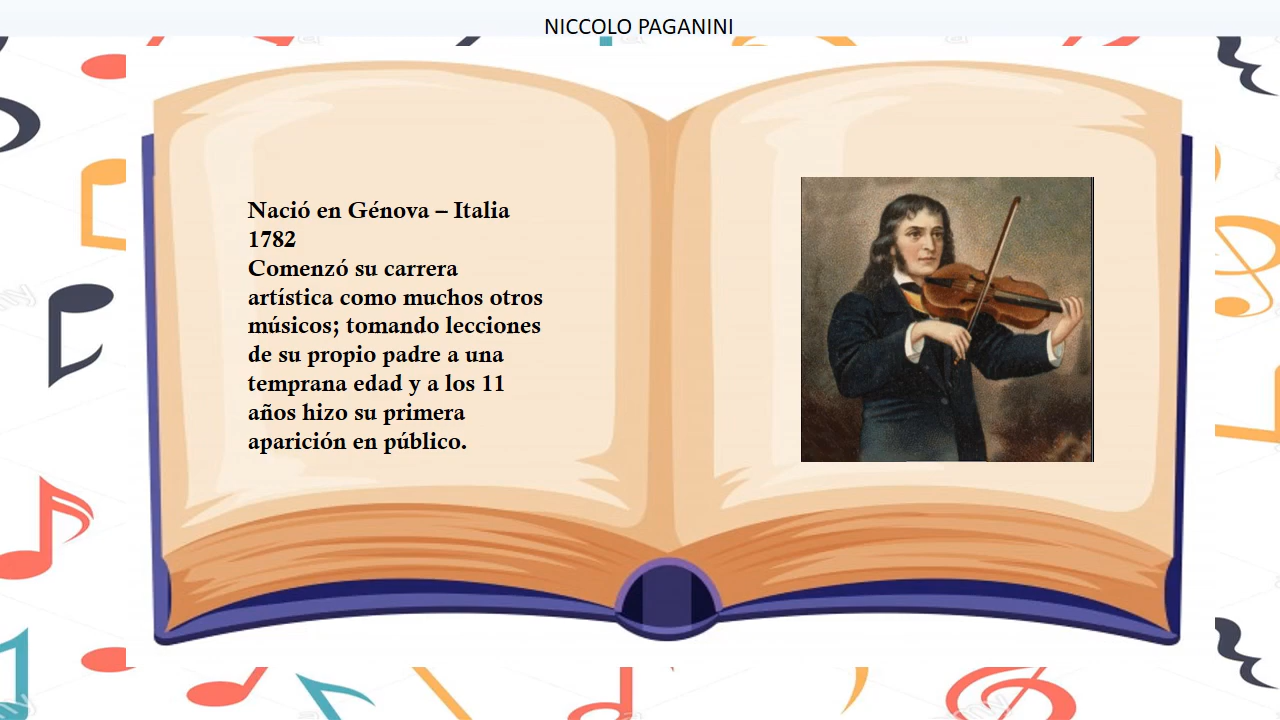 NICCOLO PAGANINI
Nació en Génova – Italia
1782
Comenzó su carrera
artística como muchos otros
músicos; tomando lecciones
de su propio padre a una
temprana edad y a los 11
años hizo su primera
aparición en público.